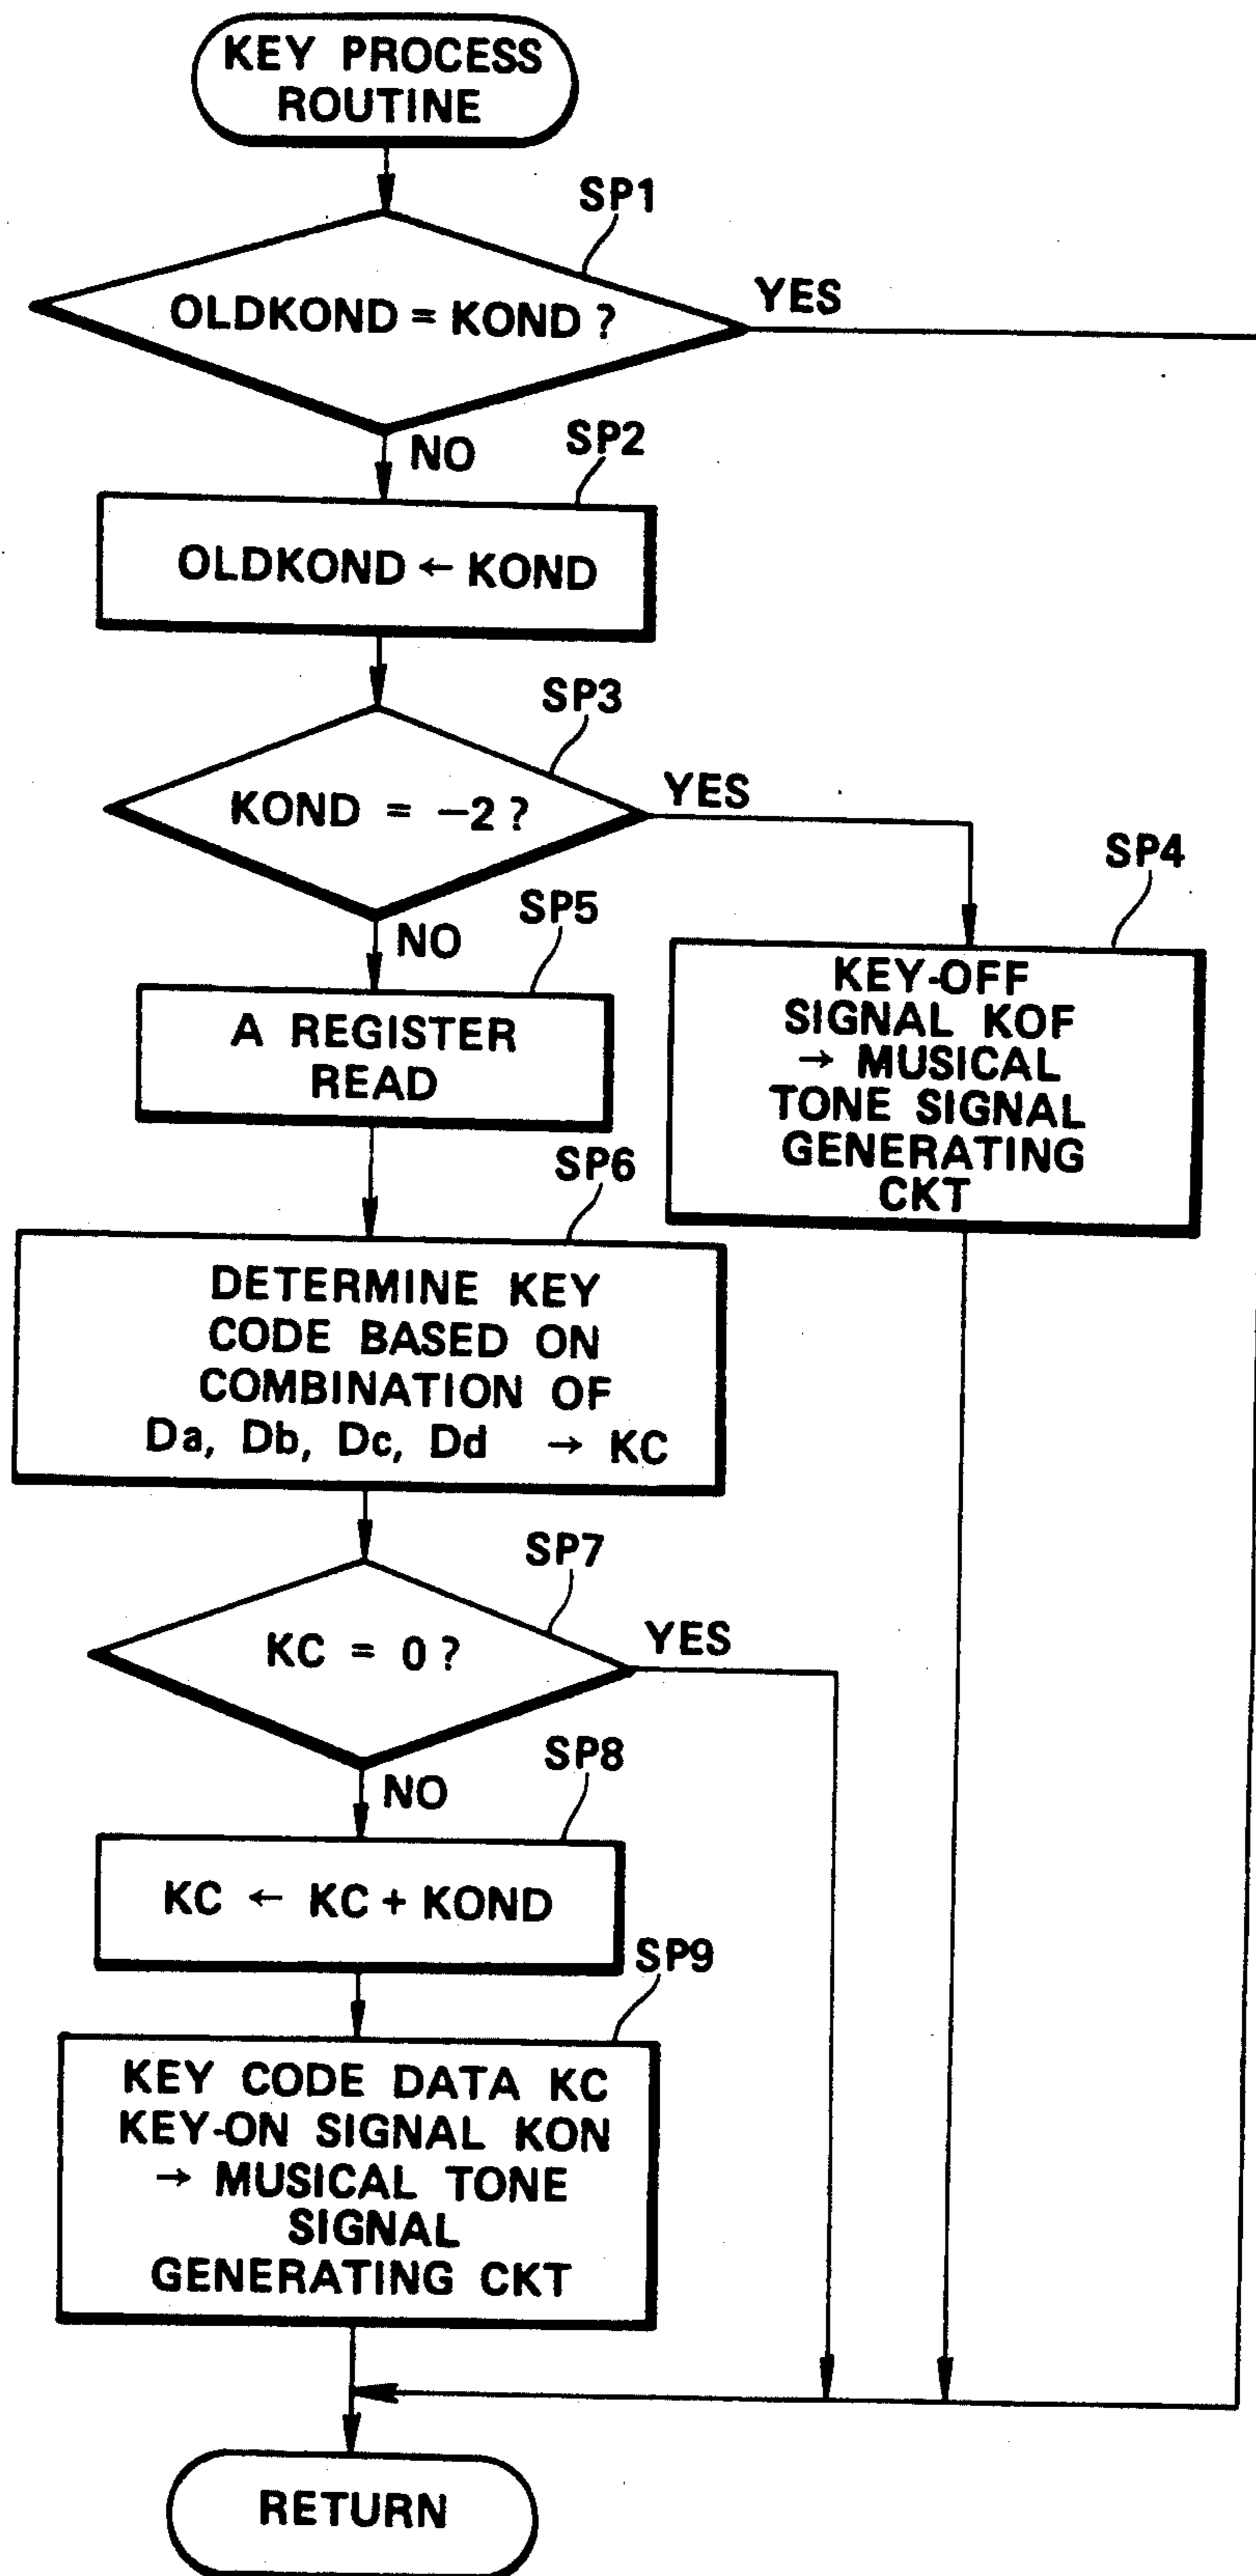 KEY PROCESS
ROUTINE
SP1
OLDKOND = KOND ?
YES
NO
SP2
OLDKOND ← KOND
SP3
KOND = −2 ?
YES
SP4
NO
SP5
KEY-OFF
SIGNAL KOF
→ MUSICAL
TONE SIGNAL
GENERATING
CKT
A REGISTER
READ
SP6
DETERMINE KEY
CODE BASED ON
COMBINATION OF
Da, Db, Dc, Dd → KC
SP7
KC = 0 ?
YES
NO
SP8
KC ← KC + KOND
SP9
KEY CODE DATA KC
KEY-ON SIGNAL KON
→ MUSICAL TONE
SIGNAL
GENERATING CKT
RETURN